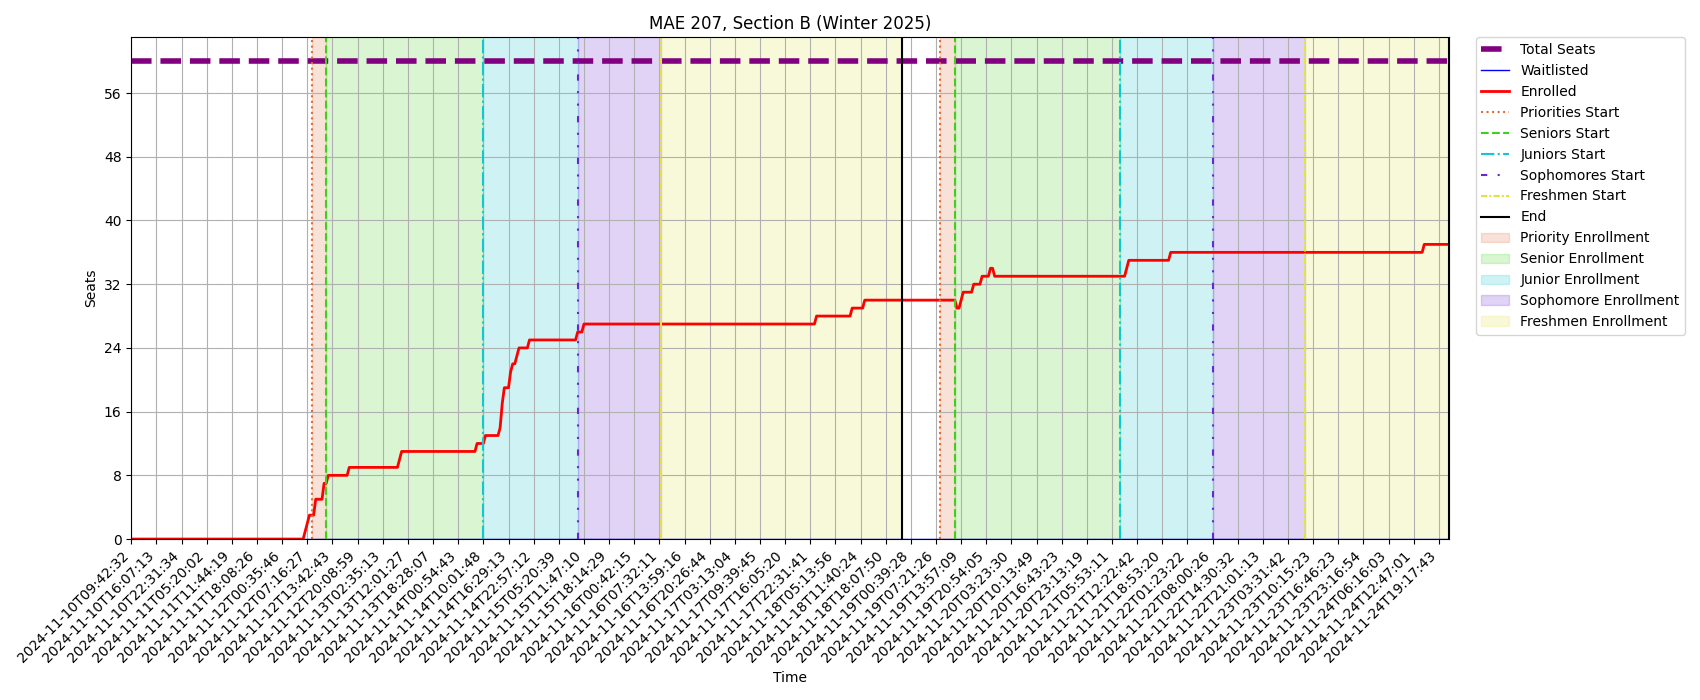 MAE 207, Section B (Winter 2025)
Total Seats
Waitlisted
Enrolled
Priorities Start
Seniors Start
Juniors Start
Sophomores Start
Freshmen Start
End
Priority Enrollment
Senior Enrollment
Junior Enrollment
Sophomore Enrollment
Freshmen Enrollment
Seats
56
48
40
32
24
16
8
0
2024-11-10T09:42:32
2024-11-10T16:07:13
2024-11-10T22:31:34
2024-11-11T05:20:02
2024-11-11T11:44:19
2024-11-11T18:08:26
2024-11-12T00:35:46
2024-11-12T07:16:27
2024-11-12T13:42:43
2024-11-12T20:08:59
2024-11-13T02:35:13
2024-11-13T12:01:27
2024-11-13T18:28:07
2024-11-14T00:54:43
2024-11-14T10:01:48
2024-11-14T16:29:13
2024-11-14T22:57:12
2024-11-15T05:20:39
2024-11-15T11:47:10
2024-11-15T18:14:29
2024-11-16T00:42:15
2024-11-16T07:32:11
2024-11-16T13:59:16
2024-11-16T20:26:44
2024-11-17T03:13:04
2024-11-17T09:39:45
2024-11-17T16:05:20
2024-11-17T22:31:41
2024-11-18T05:13:56
2024-11-18T11:40:24
2024-11-18T18:07:50
2024-11-19T00:39:28
2024-11-19T07:21:26
2024-11-19T13:57:09
2024-11-19T20:54:05
2024-11-20T03:23:30
2024-11-20T10:13:49
2024-11-20T16:43:23
2024-11-20T23:13:19
2024-11-21T05:53:11
2024-11-21T12:22:42
2024-11-21T18:53:20
2024-11-22T01:23:22
2024-11-22T08:00:26
2024-11-22T14:30:32
2024-11-22T21:01:13
2024-11-23T03:31:42
2024-11-23T10:15:23
2024-11-23T16:46:23
2024-11-23T23:16:54
2024-11-24T06:16:03
2024-11-24T12:47:01
2024-11-24T19:17:43
Time